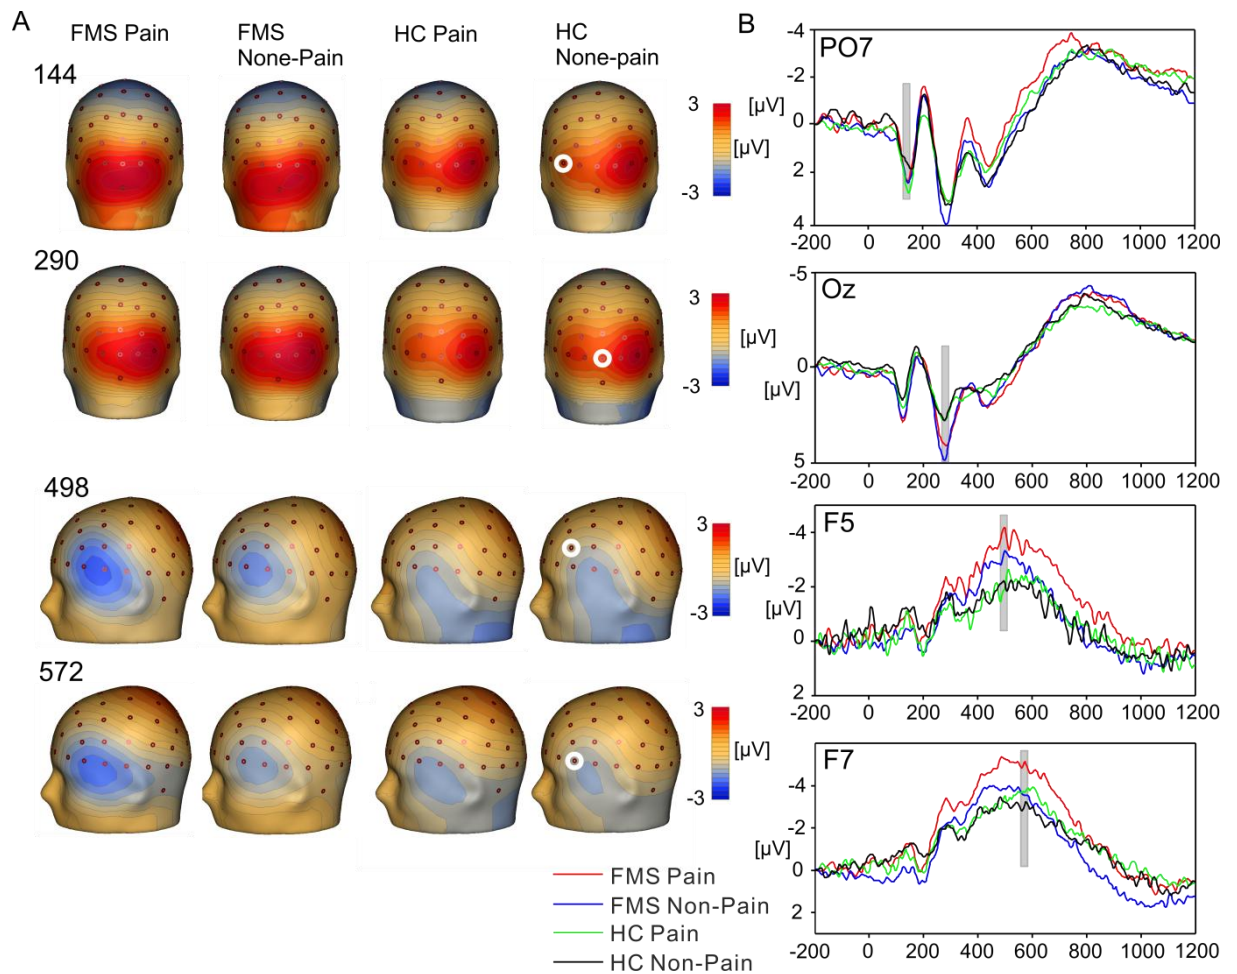 A
FMS Pain
FMS
None-Pain
HC Pain
HC
None-pain
144
3
[µV]
-3
290
3
[µV]
-3
498
3
[µV]
-3
572
3
[µV]
-3
FMS Pain
FMS Non-Pain
HC Pain
HC Non-Pain
B
PO7
-4
-2
0
2
4
[µV]
-200 0 200 400 600 800 1000 1200
Oz
-5
0
5
[µV]
-200 0 200 400 600 800 1000 1200
F5
-4
-2
0
2
[µV]
-200 0 200 400 600 800 1000 1200
F7
-4
-2
0
2
[µV]
-200 0 200 400 600 800 1000 1200